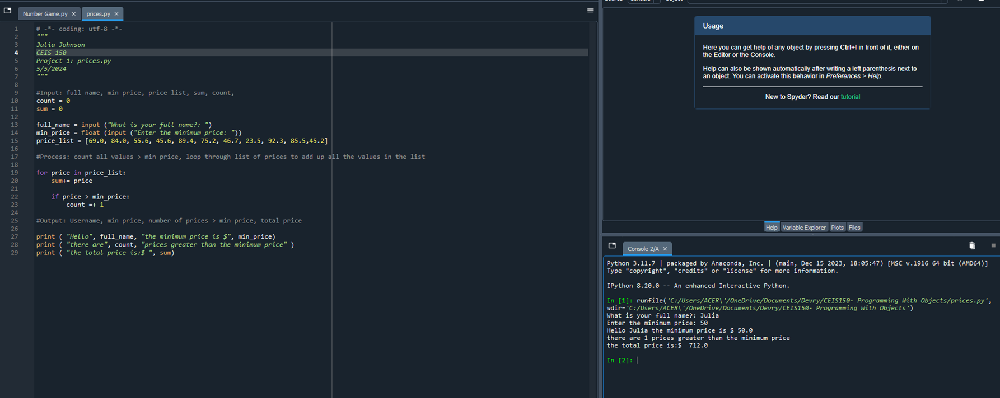 Number Game.py
prices.py
1 # -*- coding: utf-8 -*-
2 """
3 Julia Johnson
4 CEIS 150
5 Project 1: prices.py
6 5/5/2024
7 """
8
9 #Input: full name, min price, price list, sum, count,
10 count = 0
11 sum = 0
12
13 full_name = input ("What is your full name?: ")
14 min_price = float (input ("Enter the minimum price: "))
15 price_list = [69.0, 84.0, 55.6, 45.6, 89.4, 75.2, 46.7, 23.5, 92.3, 85.5,45.2]
16
17 #Process: count all values > min price, loop through list of prices to add up all the values in the list
18
19 for price in price_list:
20     sum+= price
21
22     if price > min_price:
23         count =+ 1
24
25 #Output: Username, min price, number of prices > min price, total price
26
27 print ( "Hello", full_name, "the minimum price is $", min_price)
28 print ( "there are", count, "prices greater than the minimum price" )
29 print ( "the total price is:$ ", sum)
Usage
Here you can get help of any object by pressing Ctrl+I in front of it, either on
the Editor or the Console.
Help can also be shown automatically after writing a left parenthesis next to
an object. You can activate this behavior in Preferences > Help.
New to Spyder? Read our tutorial
Help Variable Explorer Plots Files
Console 2/A
Python 3.11.7 | packaged by Anaconda, Inc. | (main, Dec 15 2023, 18:05:47) [MSC v.1916 64 bit (AMD64)]
Type "copyright", "credits" or "license" for more information.
IPython 8.20.0 -- An enhanced Interactive Python.
In [1]: runfile('C:/Users/ACER\'/OneDrive/Documents/Devry/CEIS150- Programming With Objects/prices.py',
wdir='C:/Users/ACER\'/OneDrive/Documents/Devry/CEIS150- Programming With Objects')
What is your full name?: Julia
Enter the minimum price: 50
Hello Julia the minimum price is $ 50.0
there are 1 prices greater than the minimum price
the total price is:$  712.0
In [2]: